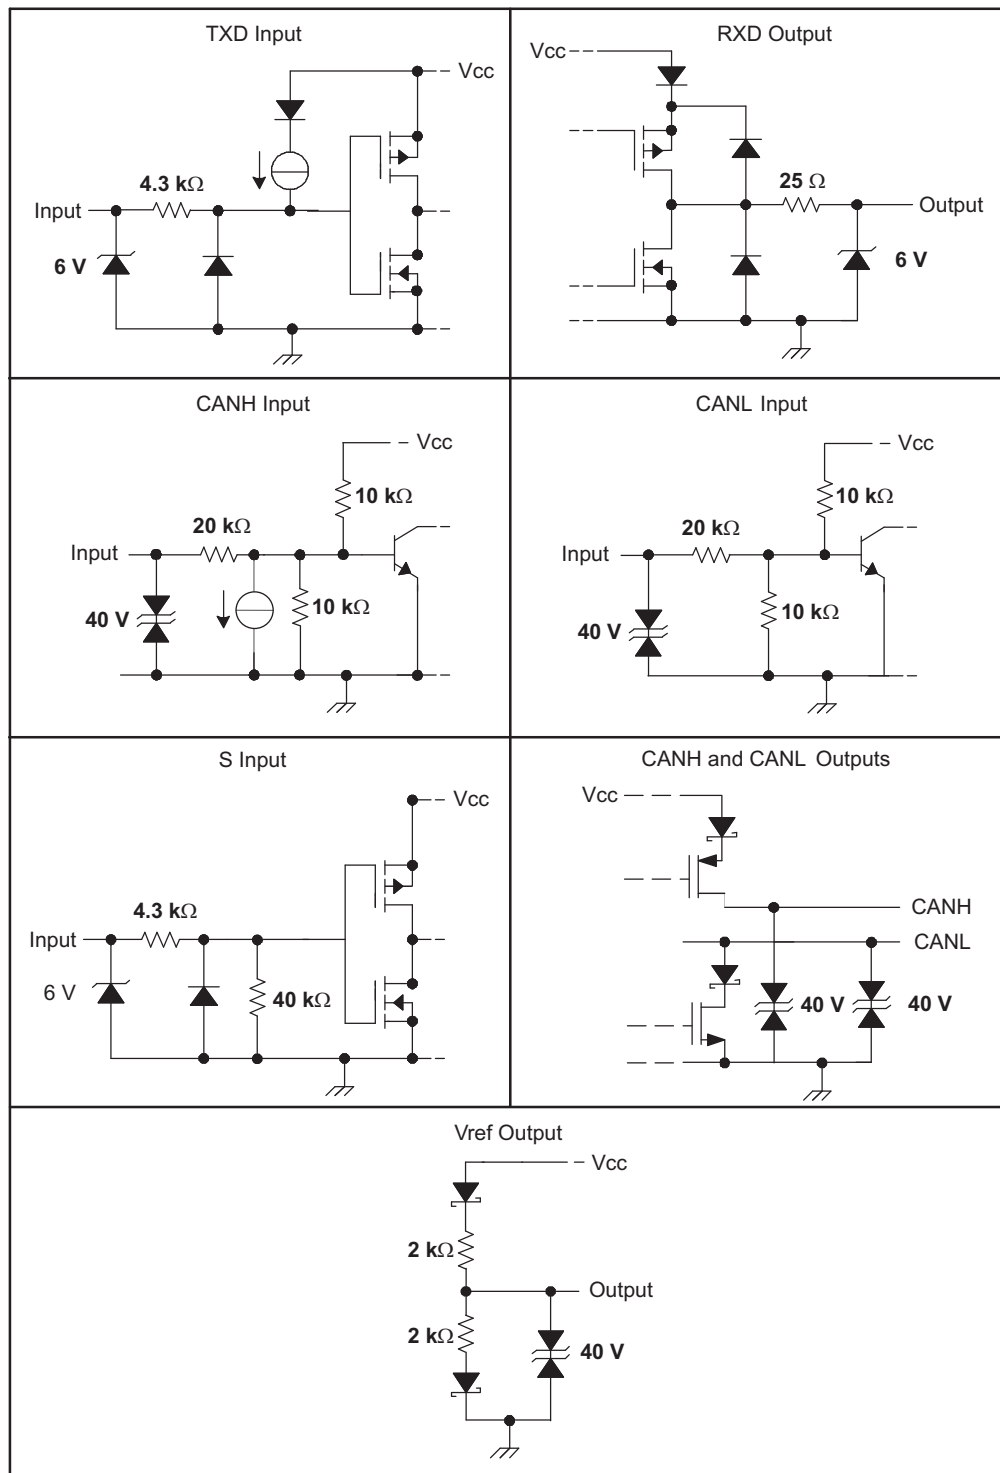 TXD Input
Vcc
4.3 kΩ
Input
6 V
RXD Output
Vcc
25 Ω
Output
6 V
CANH Input
Vcc
10 kΩ
20 kΩ
Input
10 kΩ
40 V
CANL Input
Vcc
10 kΩ
20 kΩ
Input
10 kΩ
40 V
S Input
Vcc
4.3 kΩ
Input
6 V
40 kΩ
CANH and CANL Outputs
Vcc
CANH
CANL
40 V
40 V
Vref Output
Vcc
2 kΩ
Output
2 kΩ
40 V